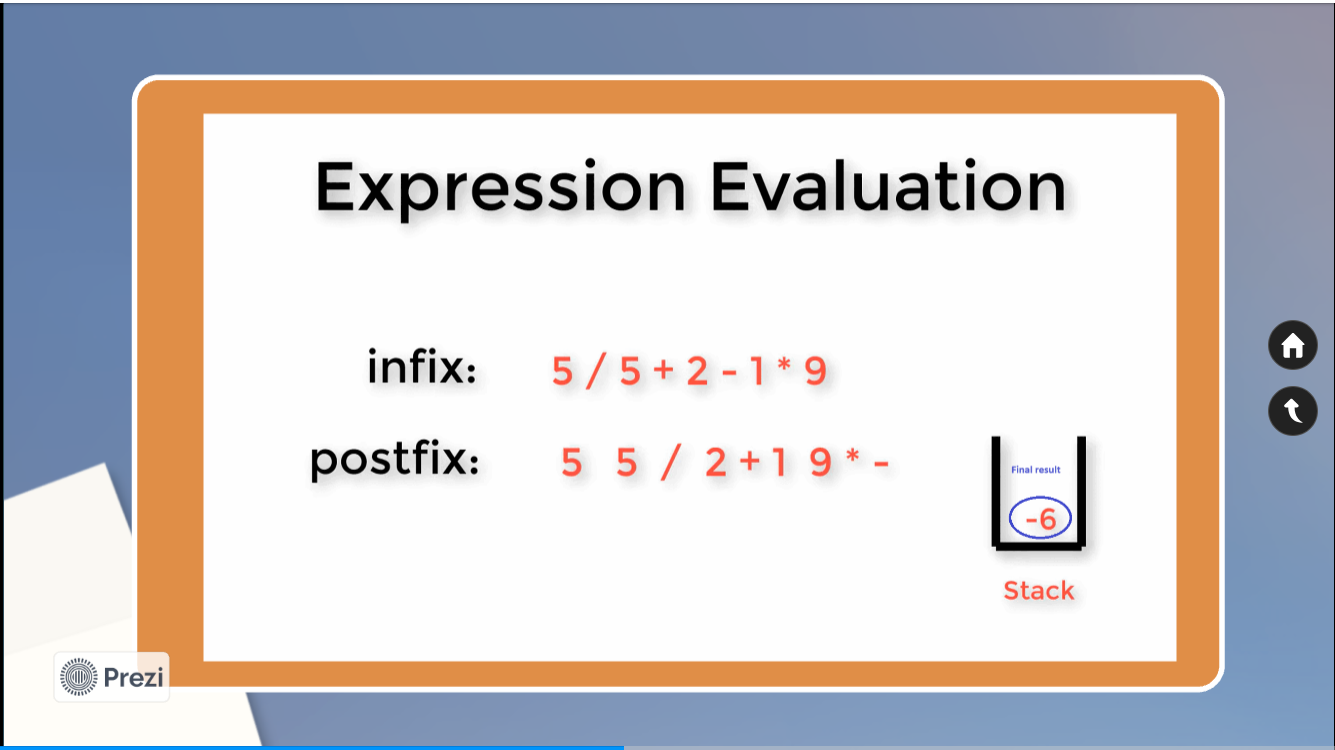 Expression Evaluation
infix: 5 / 5 + 2 - 1 * 9
postfix: 5 5 / 2 + 1 9 * -
Final result
-6
Stack
Prezi